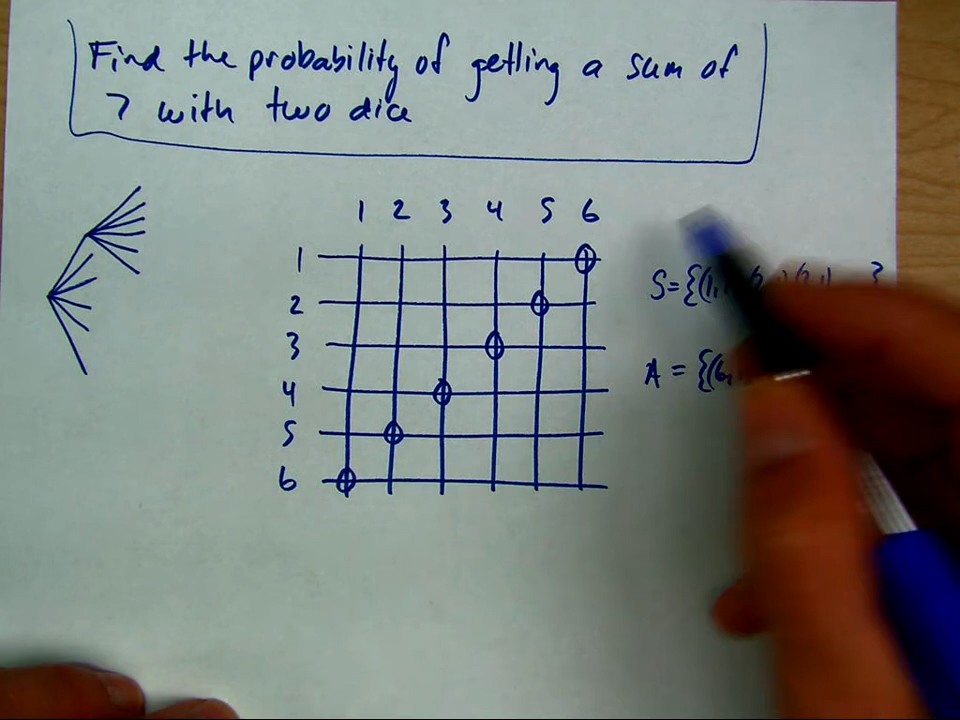 Find the probability of getting a sum of
7 with two dice
1 2 3 4 5 6
1
2
3
4
5
6
S={(1,
A = {(6,